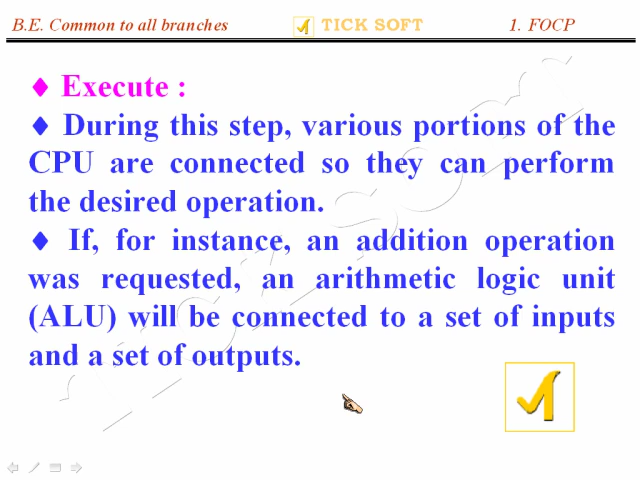 B.E. Common to all branches TICK SOFT 1. FOCP
♦ Execute :
♦ During this step, various portions of the
CPU are connected so they can perform
the desired operation.
♦ If, for instance, an addition operation
was requested, an arithmetic logic unit
(ALU) will be connected to a set of inputs
and a set of outputs.